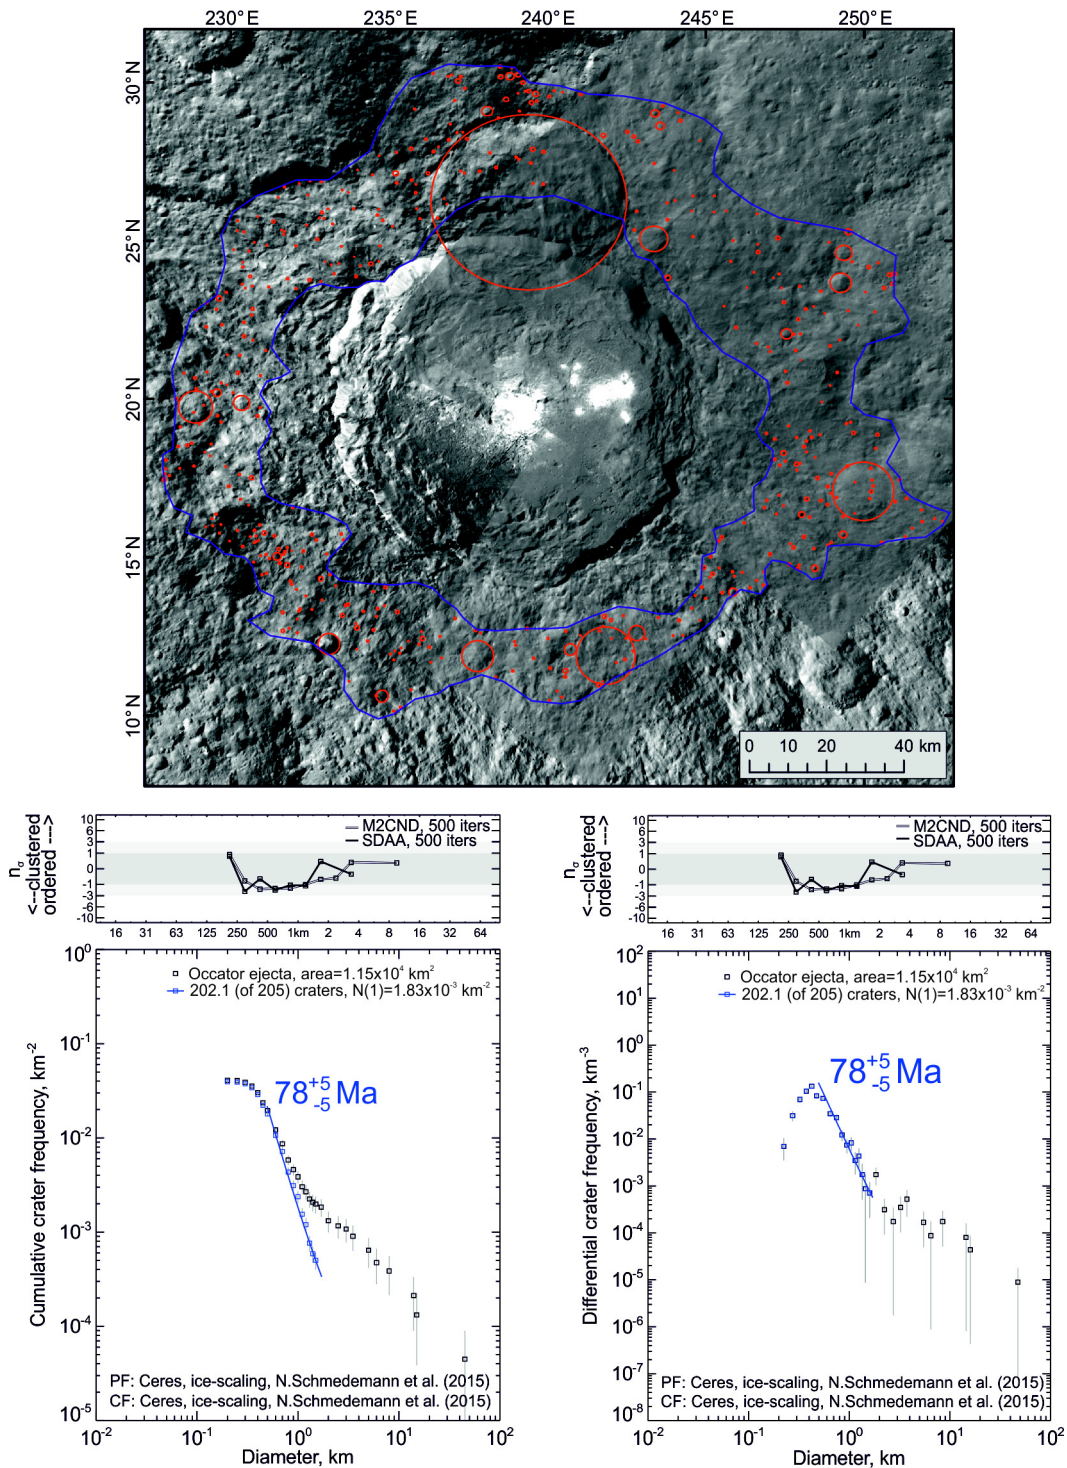 230°E 235°E 240°E 245°E 250°E
30°N
25°N
20°N
15°N
10°N
0 10 20 40 km
nσ
<--clustered
ordered --->
10
6
3
1
0
-1
-3
-6
-10
M2CND, 500 iters
SDAA, 500 iters
16 31 63 125 250 500 1km 2 4 8 16 32 64
Cumulative crater frequency, km⁻²
10⁰
10⁻¹
10⁻²
10⁻³
10⁻⁴
10⁻⁵
Occator ejecta, area=1.15x10⁴ km²
202.1 (of 205) craters, N(1)=1.83x10⁻³ km⁻²
78⁺⁵₋₅ Ma
PF: Ceres, ice-scaling, N.Schmedemann et al. (2015)
CF: Ceres, ice-scaling, N.Schmedemann et al. (2015)
10⁻² 10⁻¹ 10⁰ 10¹ 10²
Diameter, km
nσ
<--clustered
ordered --->
10
6
3
1
0
-1
-3
-6
-10
M2CND, 500 iters
SDAA, 500 iters
16 31 63 125 250 500 1km 2 4 8 16 32 64
Differential crater frequency, km⁻³
10²
10¹
10⁰
10⁻¹
10⁻²
10⁻³
10⁻⁴
10⁻⁵
10⁻⁶
10⁻⁷
10⁻⁸
Occator ejecta, area=1.15x10⁴ km²
202.1 (of 205) craters, N(1)=1.83x10⁻³ km⁻²
78⁺⁵₋₅ Ma
PF: Ceres, ice-scaling, N.Schmedemann et al. (2015)
CF: Ceres, ice-scaling, N.Schmedemann et al. (2015)
10⁻² 10⁻¹ 10⁰ 10¹ 10²
Diameter, km